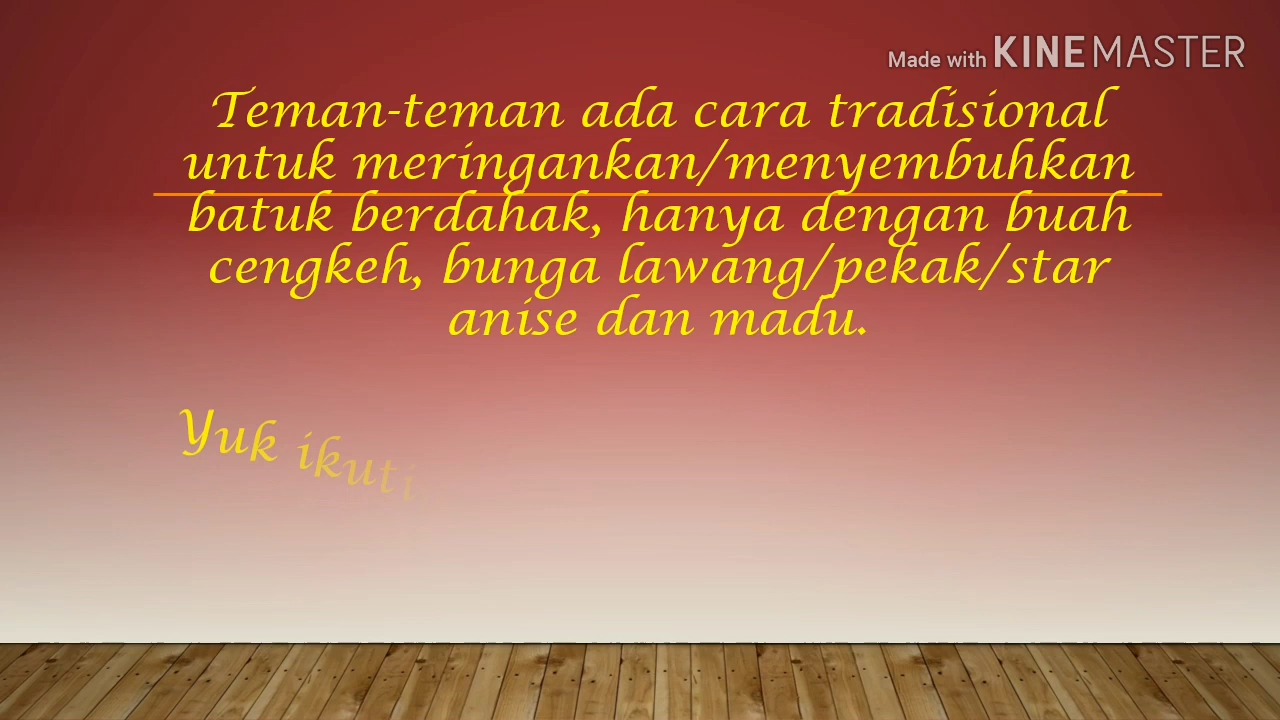 Made with KINEMASTER
Teman-teman ada cara tradisional
untuk meringankan/menyembuhkan
batuk berdahak, hanya dengan buah
cengkeh, bunga lawang/pekak/star
anise dan madu.
Yuk ikuti